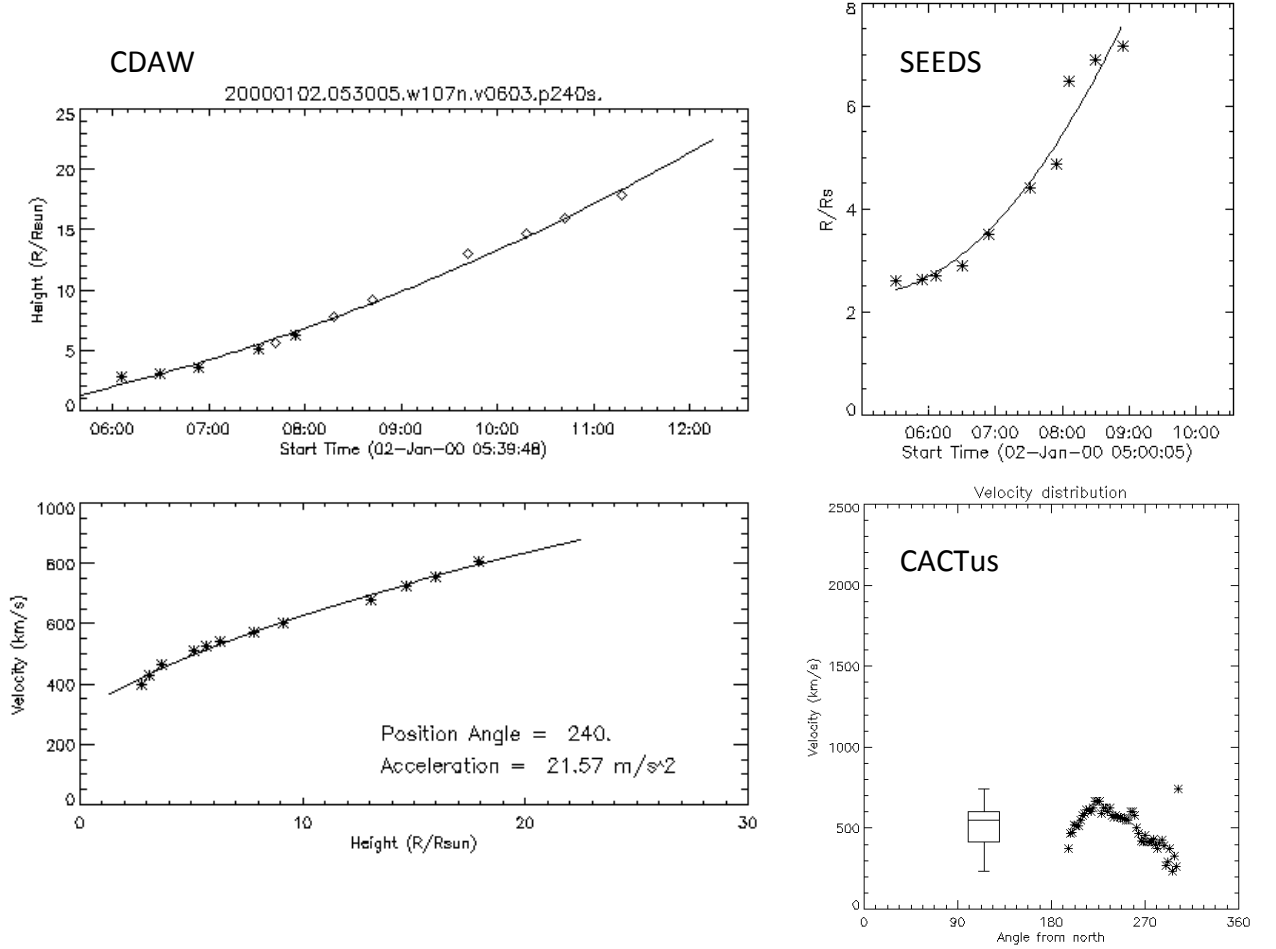 CDAW
20000102.053005.w107n.v0603.p240s.
25
20
15
10
5
0
Height (R/Rsun)
06:00 07:00 08:00 09:00 10:00 11:00 12:00
Start Time (02-Jan-00 05:39:48)
SEEDS
8
6
4
2
0
R/Rs
06:00 07:00 08:00 09:00 10:00
Start Time (02-Jan-00 05:00:05)
1000
800
600
400
200
0
Velocity (km/s)
Position Angle = 240.
Acceleration = 21.57 m/s^2
0 10 20 30
Height (R/Rsun)
Velocity distribution
CACTus
2500
2000
1500
1000
500
0
Velocity (km/s)
0 90 180 270 360
Angle from north